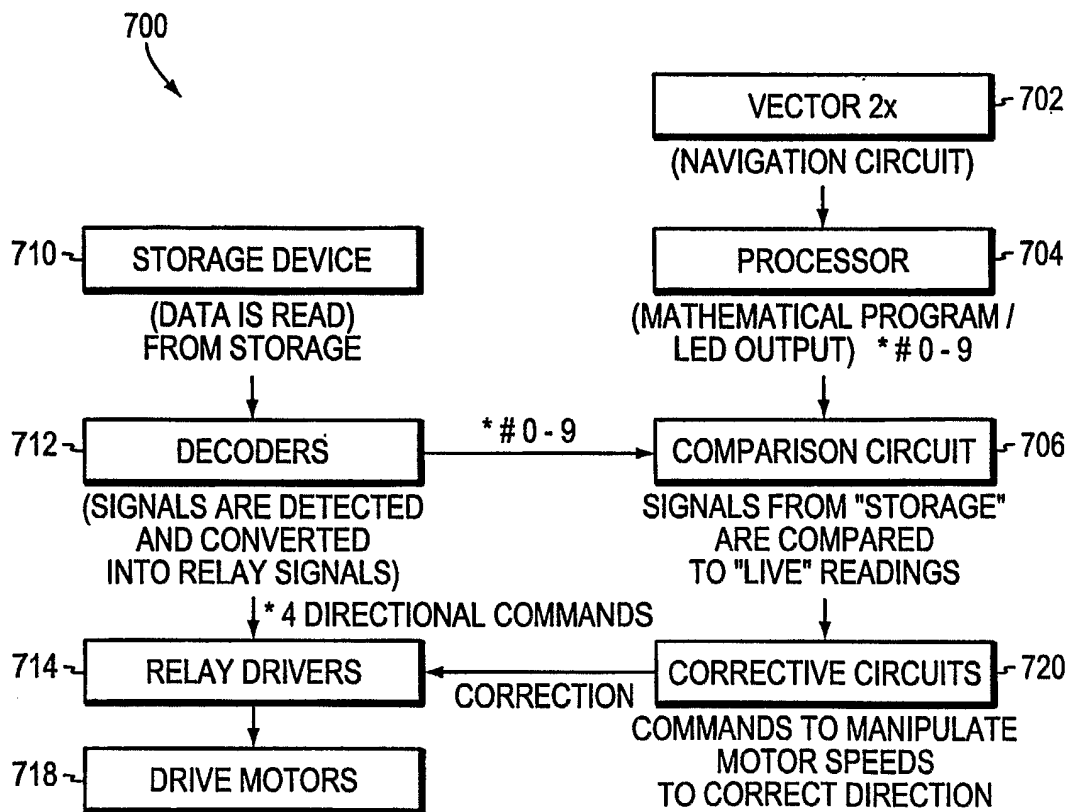 700
VECTOR 2x
702
(NAVIGATION CIRCUIT)
710
STORAGE DEVICE
PROCESSOR
704
(DATA IS READ)
FROM STORAGE
(MATHEMATICAL PROGRAM /
LED OUTPUT) *# 0 - 9
712
DECODERS
*# 0 - 9
COMPARISON CIRCUIT
706
(SIGNALS ARE DETECTED
AND CONVERTED
INTO RELAY SIGNALS)
SIGNALS FROM "STORAGE"
ARE COMPARED
TO "LIVE" READINGS
* 4 DIRECTIONAL COMMANDS
714
RELAY DRIVERS
CORRECTION
CORRECTIVE CIRCUITS
720
COMMANDS TO MANIPULATE
MOTOR SPEEDS
TO CORRECT DIRECTION
718
DRIVE MOTORS